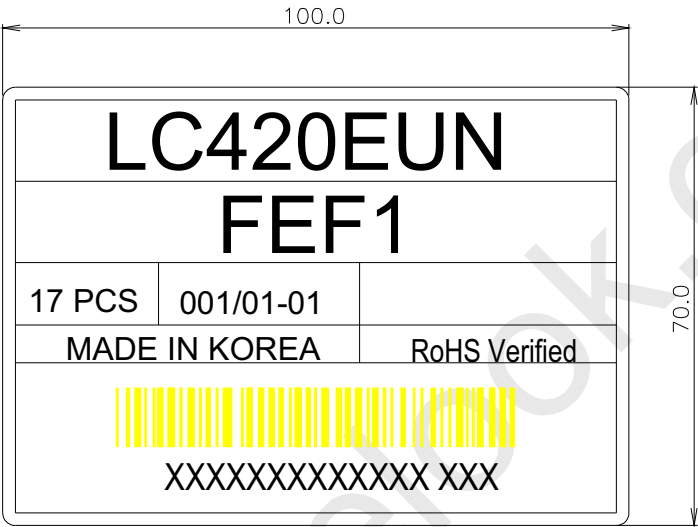 100.0
LC420EUN
FEF1
17 PCS 001/01-01
MADE IN KOREA RoHS Verified
XXXXXXXXXXXXX XXX
70.0